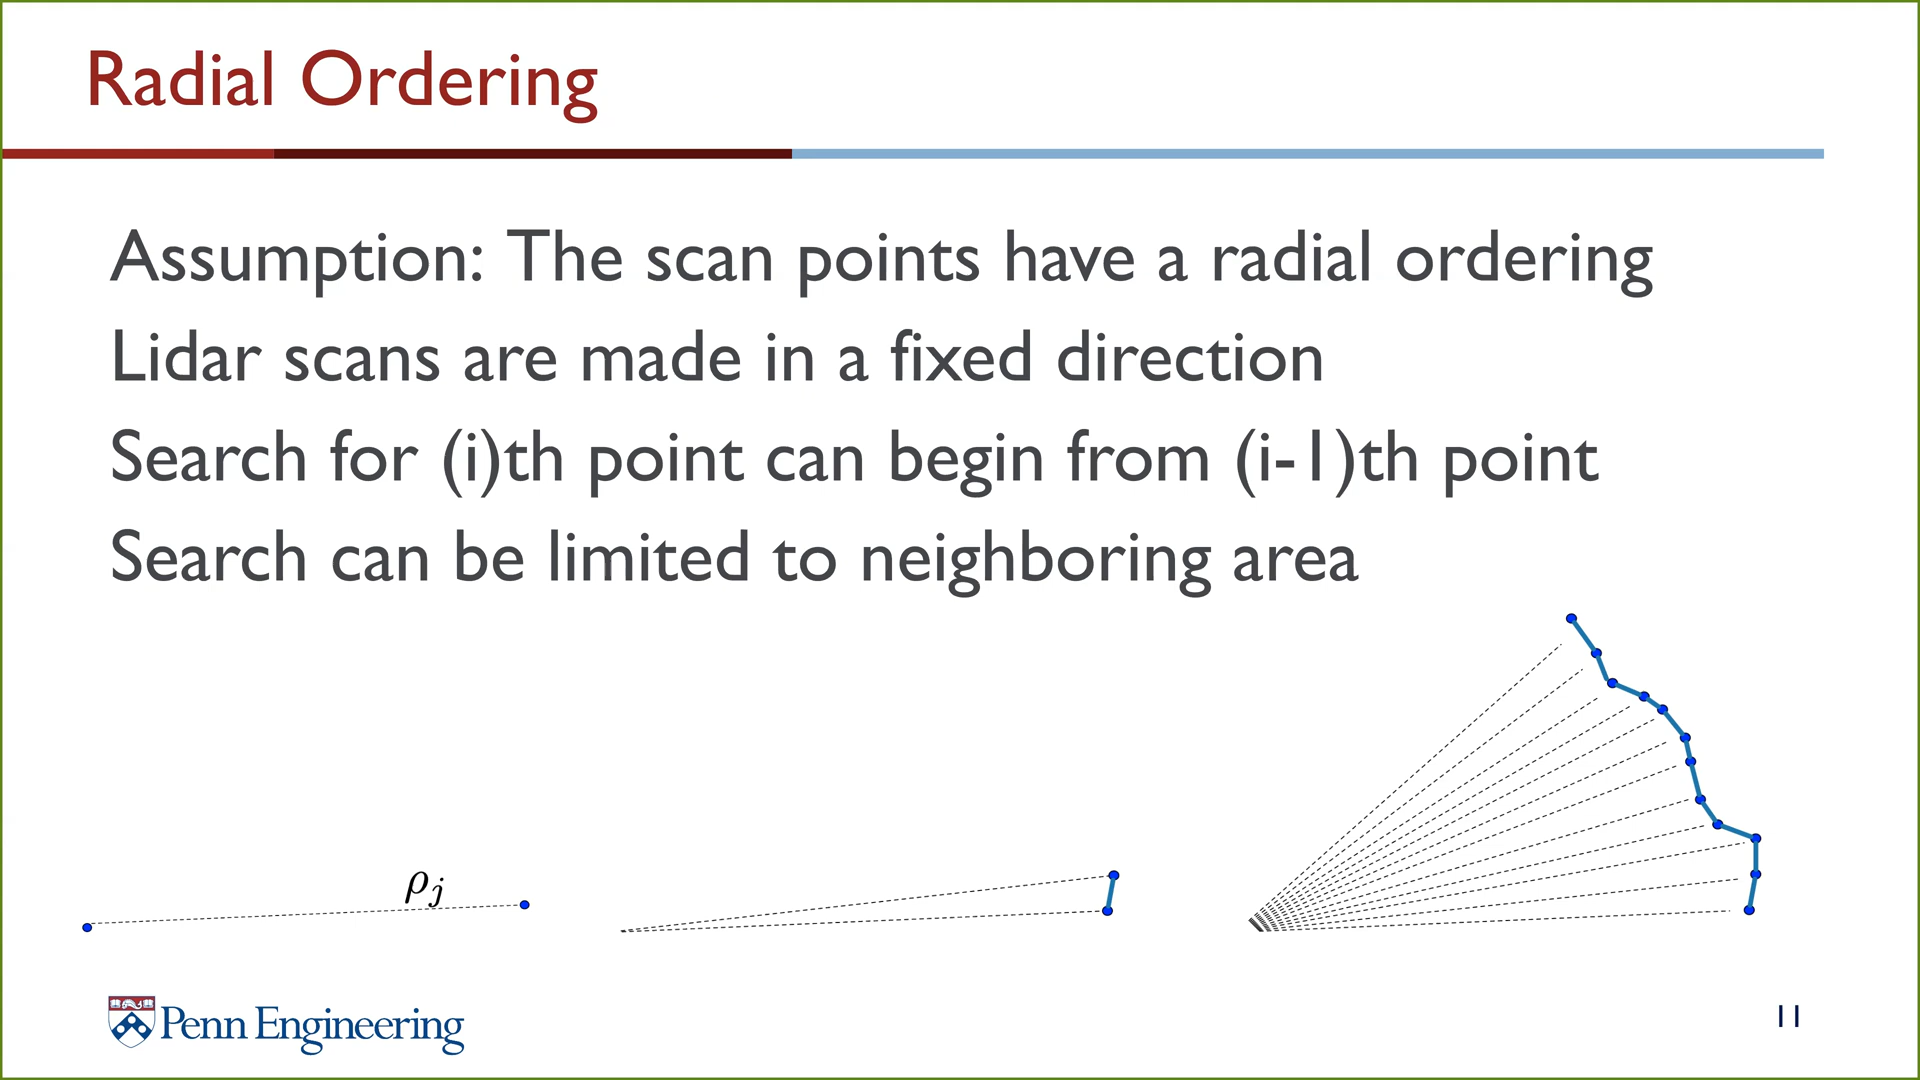 Radial Ordering
Assumption: The scan points have a radial ordering
Lidar scans are made in a fixed direction
Search for (i)th point can begin from (i-1)th point
Search can be limited to neighboring area
ρj
Penn Engineering
11